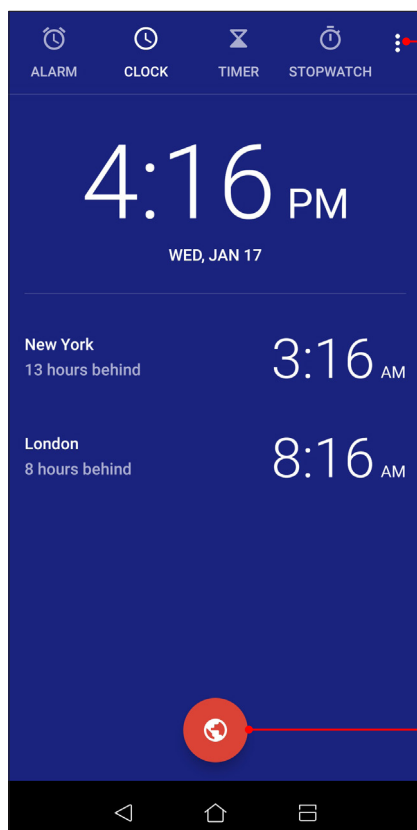 ALARM CLOCK TIMER STOPWATCH
4:16 PM
WED, JAN 17
New York
13 hours behind
3:16 AM
London
8 hours behind
8:16 AM